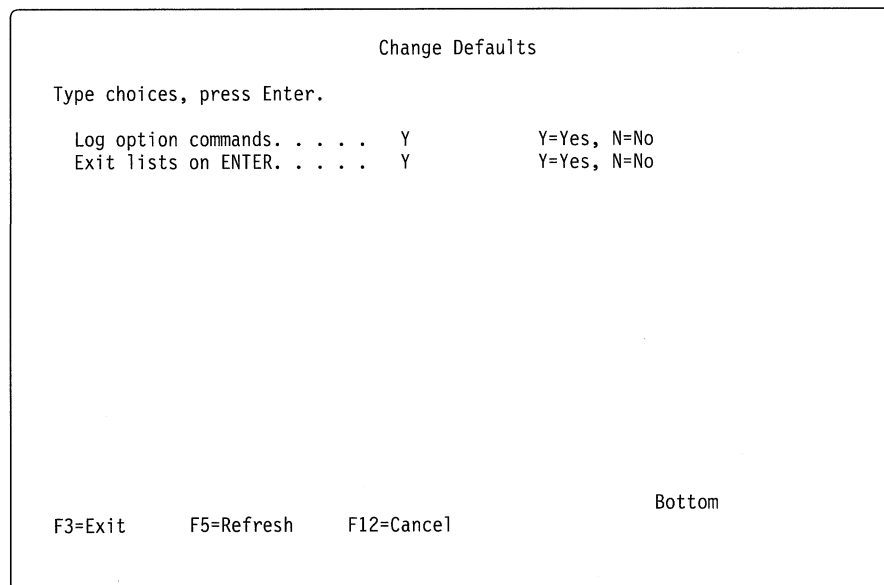 Change Defaults
Type choices, press Enter.
Log option commands. . . . . Y Y=Yes, N=No
Exit lists on ENTER. . . . . Y Y=Yes, N=No
Bottom
F3=Exit F5=Refresh F12=Cancel